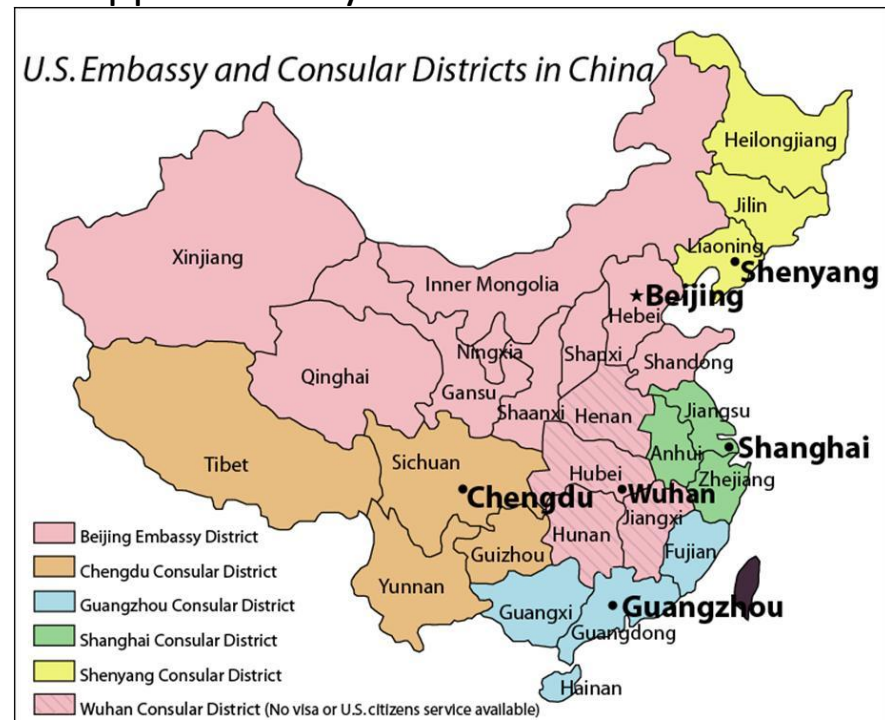 U.S. Embassy and Consular Districts in China
Heilongjiang
Jilin
Liaoning
Shenyang
Xinjiang
Inner Mongolia
Beijing
Hebei
Ningxia
Shanxi
Shandong
Qinghai
Gansu
Shaanxi
Henan
Jiangsu
Anhui
Shanghai
Tibet
Sichuan
Hubei
Zhejiang
Chengdu
Wuhan
Jiangxi
Hunan
Guizhou
Fujian
Yunnan
Guangxi
Guangzhou
Guangdong
Hainan
Beijing Embassy District
Chengdu Consular District
Guangzhou Consular District
Shanghai Consular District
Shenyang Consular District
Wuhan Consular District (No visa or U.S. citizens service available)